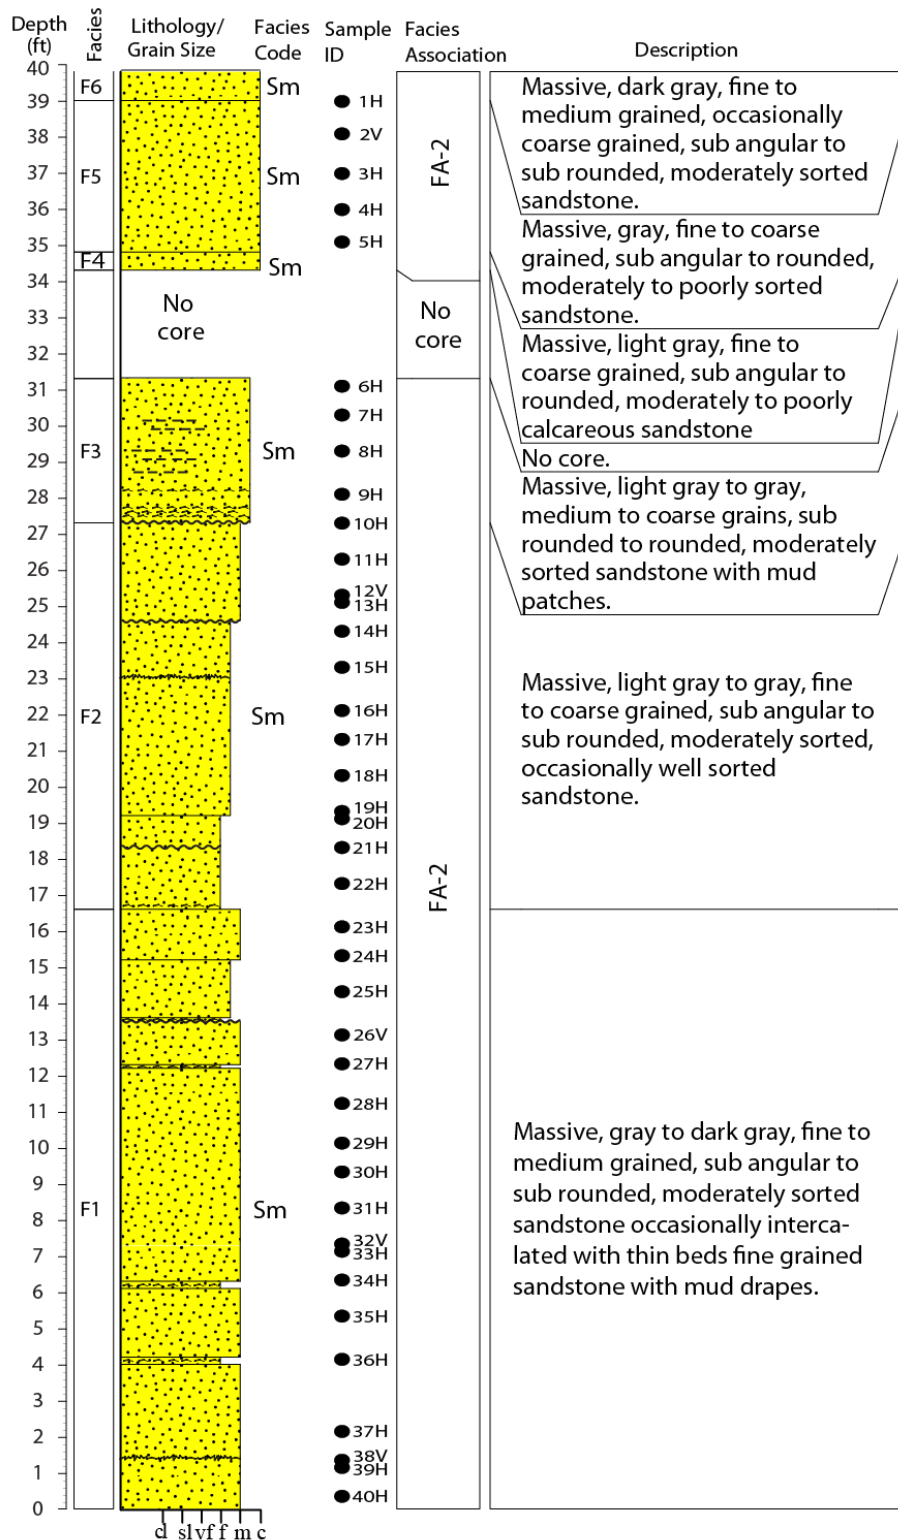 Depth (ft)
Facies
Lithology/ Grain Size
Facies Code
Sample ID
Facies Association
Description
40
39
38
37
36
35
34
33
32
31
30
29
28
27
26
25
24
23
22
21
20
19
18
17
16
15
14
13
12
11
10
9
8
7
6
5
4
3
2
1
0
F6
F5
F4
F3
F2
F1
No
core
cl sl vf f m c
Sm
Sm
Sm
Sm
Sm
Sm
1H
2V
3H
4H
5H
6H
7H
8H
9H
10H
11H
12V
13H
14H
15H
16H
17H
18H
19H
20H
21H
22H
23H
24H
25H
26V
27H
28H
29H
30H
31H
32V
33H
34H
35H
36H
37H
38V
39H
40H
FA-2
No
core
FA-2
Massive, dark gray, fine to
medium grained, occasionally
coarse grained, sub angular to
sub rounded, moderately sorted
sandstone.
Massive, gray, fine to coarse
grained, sub angular to rounded,
moderately to poorly sorted
sandstone.
Massive, light gray, fine to
coarse grained, sub angular to
rounded, moderately to poorly
calcareous sandstone
No core.
Massive, light gray to gray,
medium to coarse grains, sub
rounded to rounded, moderately
sorted sandstone with mud
patches.
Massive, light gray to gray, fine
to coarse grained, sub angular to
sub rounded, moderately sorted,
occasionally well sorted
sandstone.
Massive, gray to dark gray, fine to
medium grained, sub angular to
sub rounded, moderately sorted
sandstone occasionally interca-
lated with thin beds fine grained
sandstone with mud drapes.